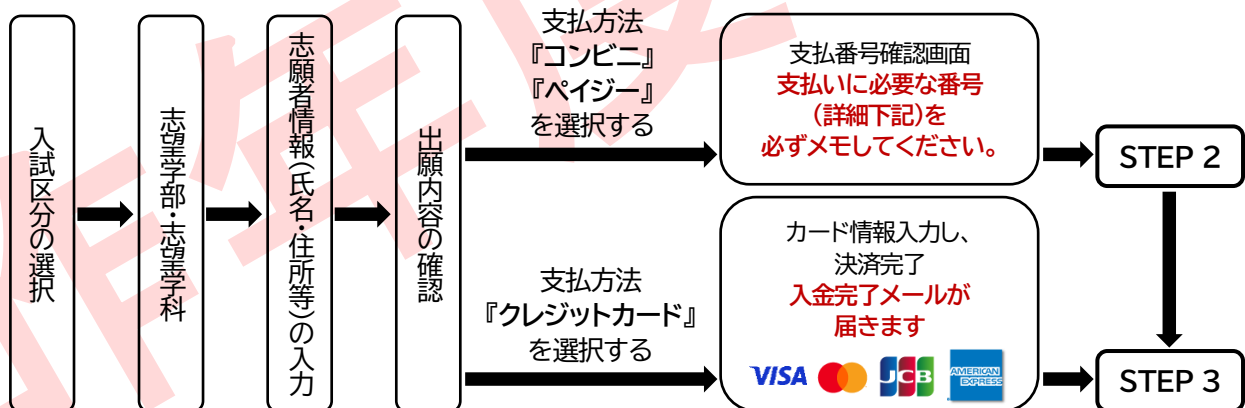 入試区分の選択
志望学部・志望学科
志願者情報(氏名・住所等)の入力
出願内容の確認
支払方法
『コンビニ』
『ペイジー』
を選択する
支払番号確認画面
支払いに必要な番号
(詳細下記)を
必ずメモしてください。
STEP 2
支払方法
『クレジットカード』
を選択する
カード情報入力し、
決済完了
入金完了メールが
届きます
VISA
JCB
AMERICAN
EXPRESS
STEP 3
昨年度